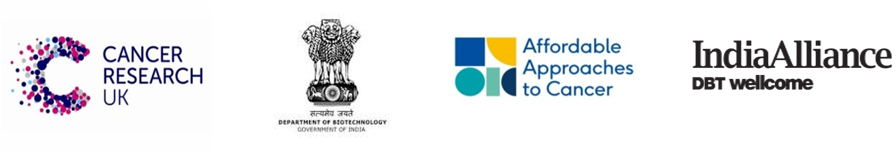 CANCER
RESEARCH
UK
सत्यमेव जयते
DEPARTMENT OF BIOTECHNOLOGY
GOVERNMENT OF INDIA
Affordable
Approaches
to Cancer
IndiaAlliance
DBT wellcome